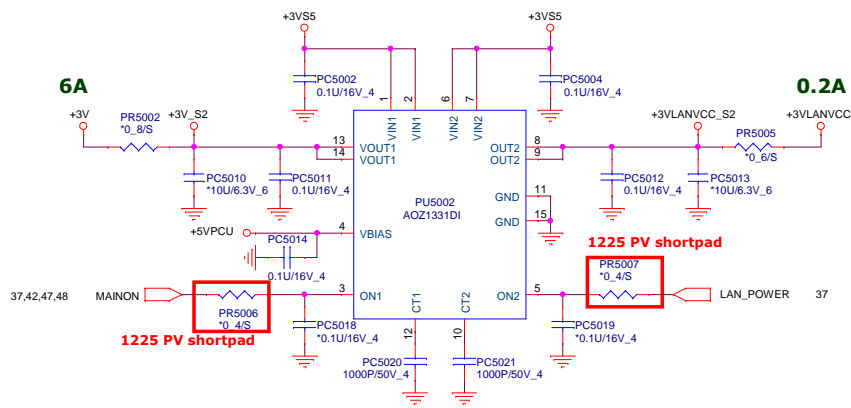 +3VS5
+3VS5
PC5002
0.1U/16V_4
PC5004
0.1U/16V_4
6A
0.2A
1
2
6
7
VIN1
VIN1
VIN2
VIN2
+3V
PR5002
*0_8/S
+3V_S2
+3VLANVCC_S2
PR5005
*0_6/S
+3VLANVCC
13
14
VOUT1
VOUT1
OUT2
OUT2
8
9
PC5010
*10U/6.3V_6
PC5011
0.1U/16V_4
PC5012
0.1U/16V_4
PC5013
*10U/6.3V_6
PU5002
AOZ1331DI
GND
11
GND
15
+5VPCU
4
VBIAS
PC5014
0.1U/16V_4
1225 PV shortpad
PR5007
*0_4/S
37,42,47,48
MAINON
3
ON1
ON2
5
LAN_POWER
37
PR5006
*0_4/S
1225 PV shortpad
CT1
CT2
PC5018
*0.1U/16V_4
PC5019
*0.1U/16V_4
12
10
PC5020
1000P/50V_4
PC5021
1000P/50V_4